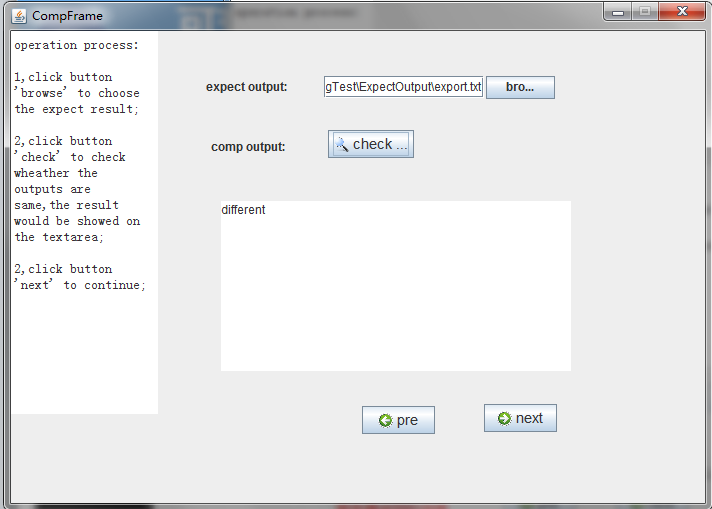 CompFrame
operation process:
1,click button
'browse' to choose
the expect result;
2,click button
'check' to check
wheather the
outputs are
same,the result
would be showed on
the textarea;
2,click button
'next' to continue;
expect output:
gTest\ExpectOutput\export.txt
bro...
comp output:
check ...
different
pre
next